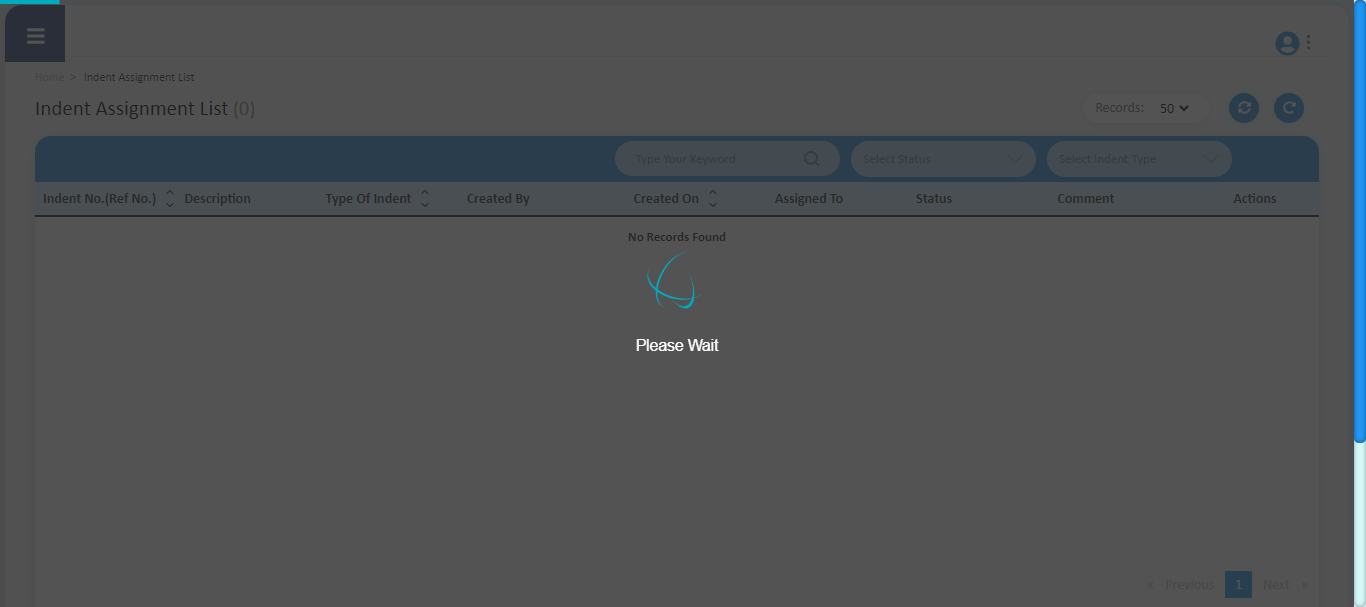 Home > Indent Assignment List
Indent Assignment List (0)
Records: 50
Type Your Keyword Select Status Select Indent Type
Indent No.(Ref No.) Description Type Of Indent Created By Created On Assigned To Status Comment Actions
No Records Found
Please Wait
« Previous 1 Next »